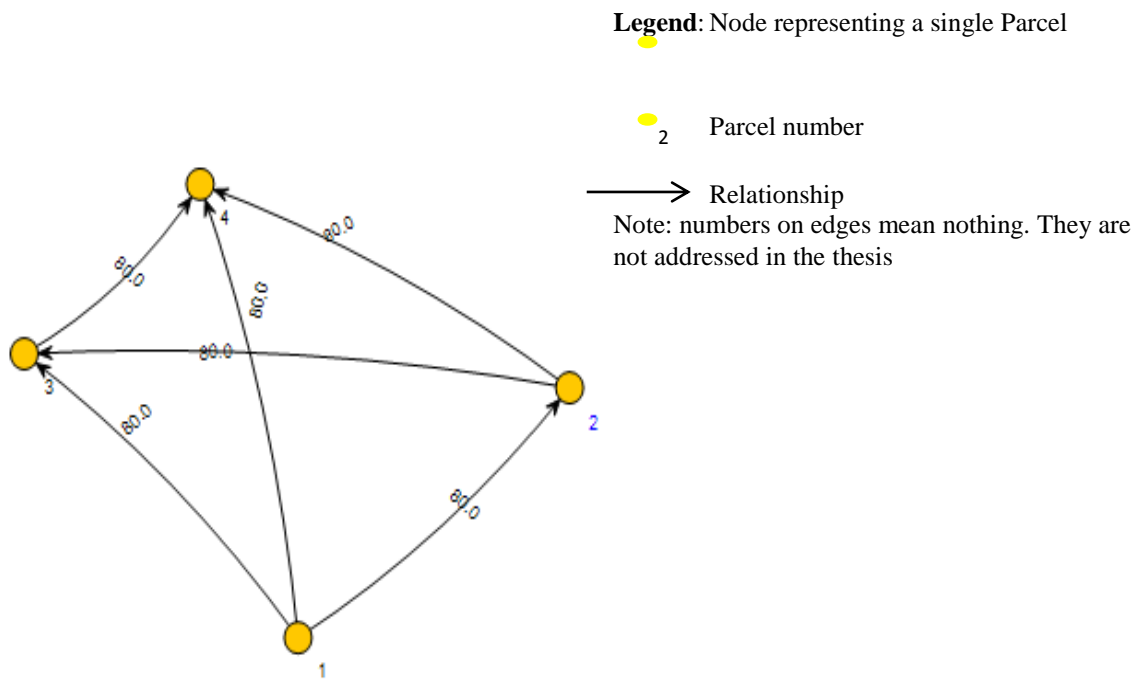 Legend: Node representing a single Parcel
2 Parcel number
Relationship
Note: numbers on edges mean nothing. They are
not addressed in the thesis
4
80.0
80.0
80.0
80.0
3
2
80.0
80.0
1